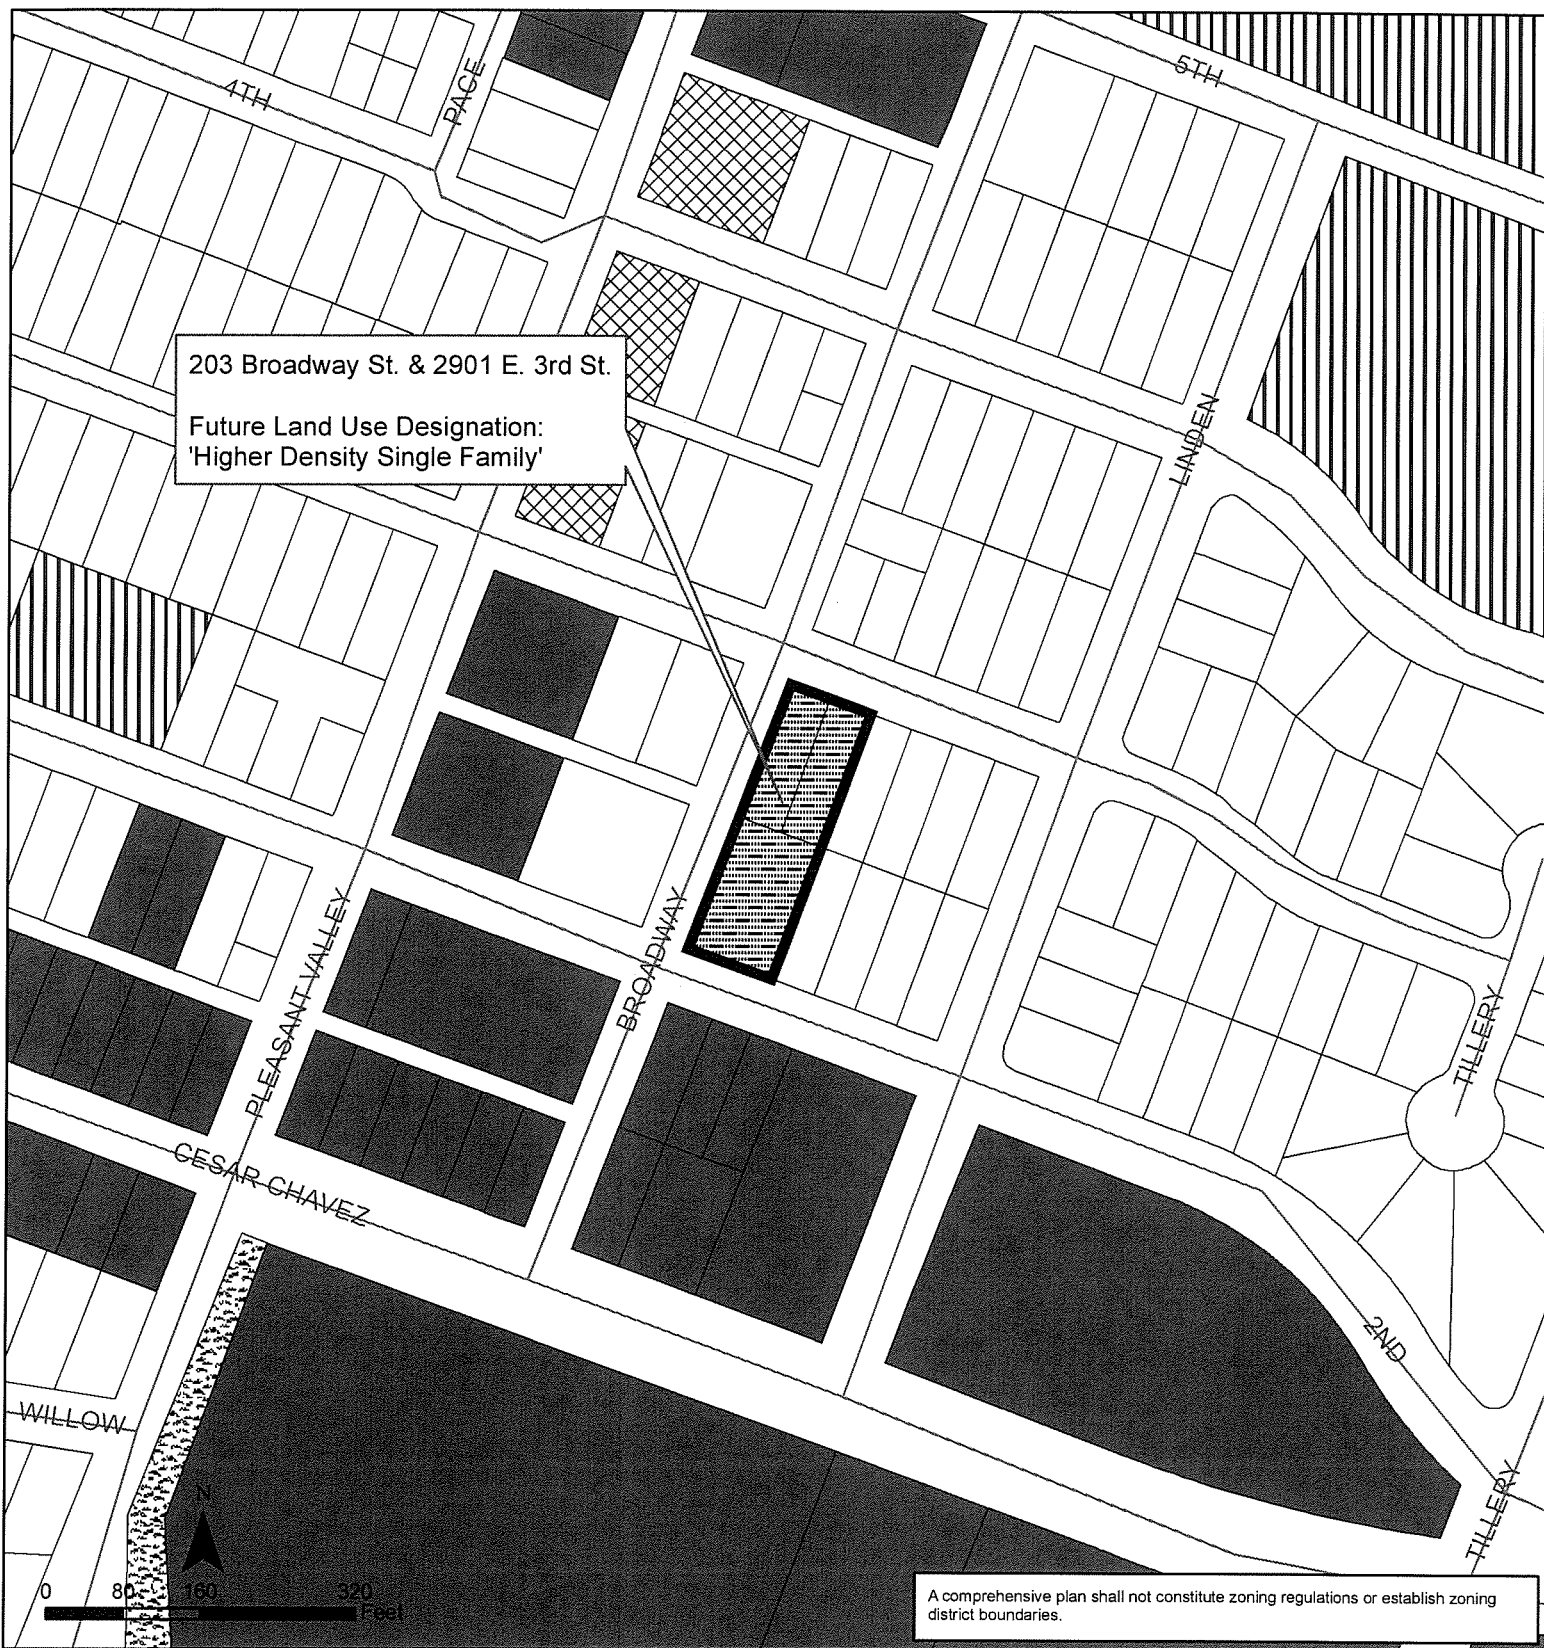 5TH
4TH
PAGE
203 Broadway St. & 2901 E. 3rd St.
Future Land Use Designation:
'Higher Density Single Family'
LINDEN
PLEASANT VALLEY
BROADWAY
TILLERY
CESAR CHAVEZ
2ND
WILLOW
TILLERY
N
0 80 160 320
Feet
A comprehensive plan shall not constitute zoning regulations or establish zoning
district boundaries.